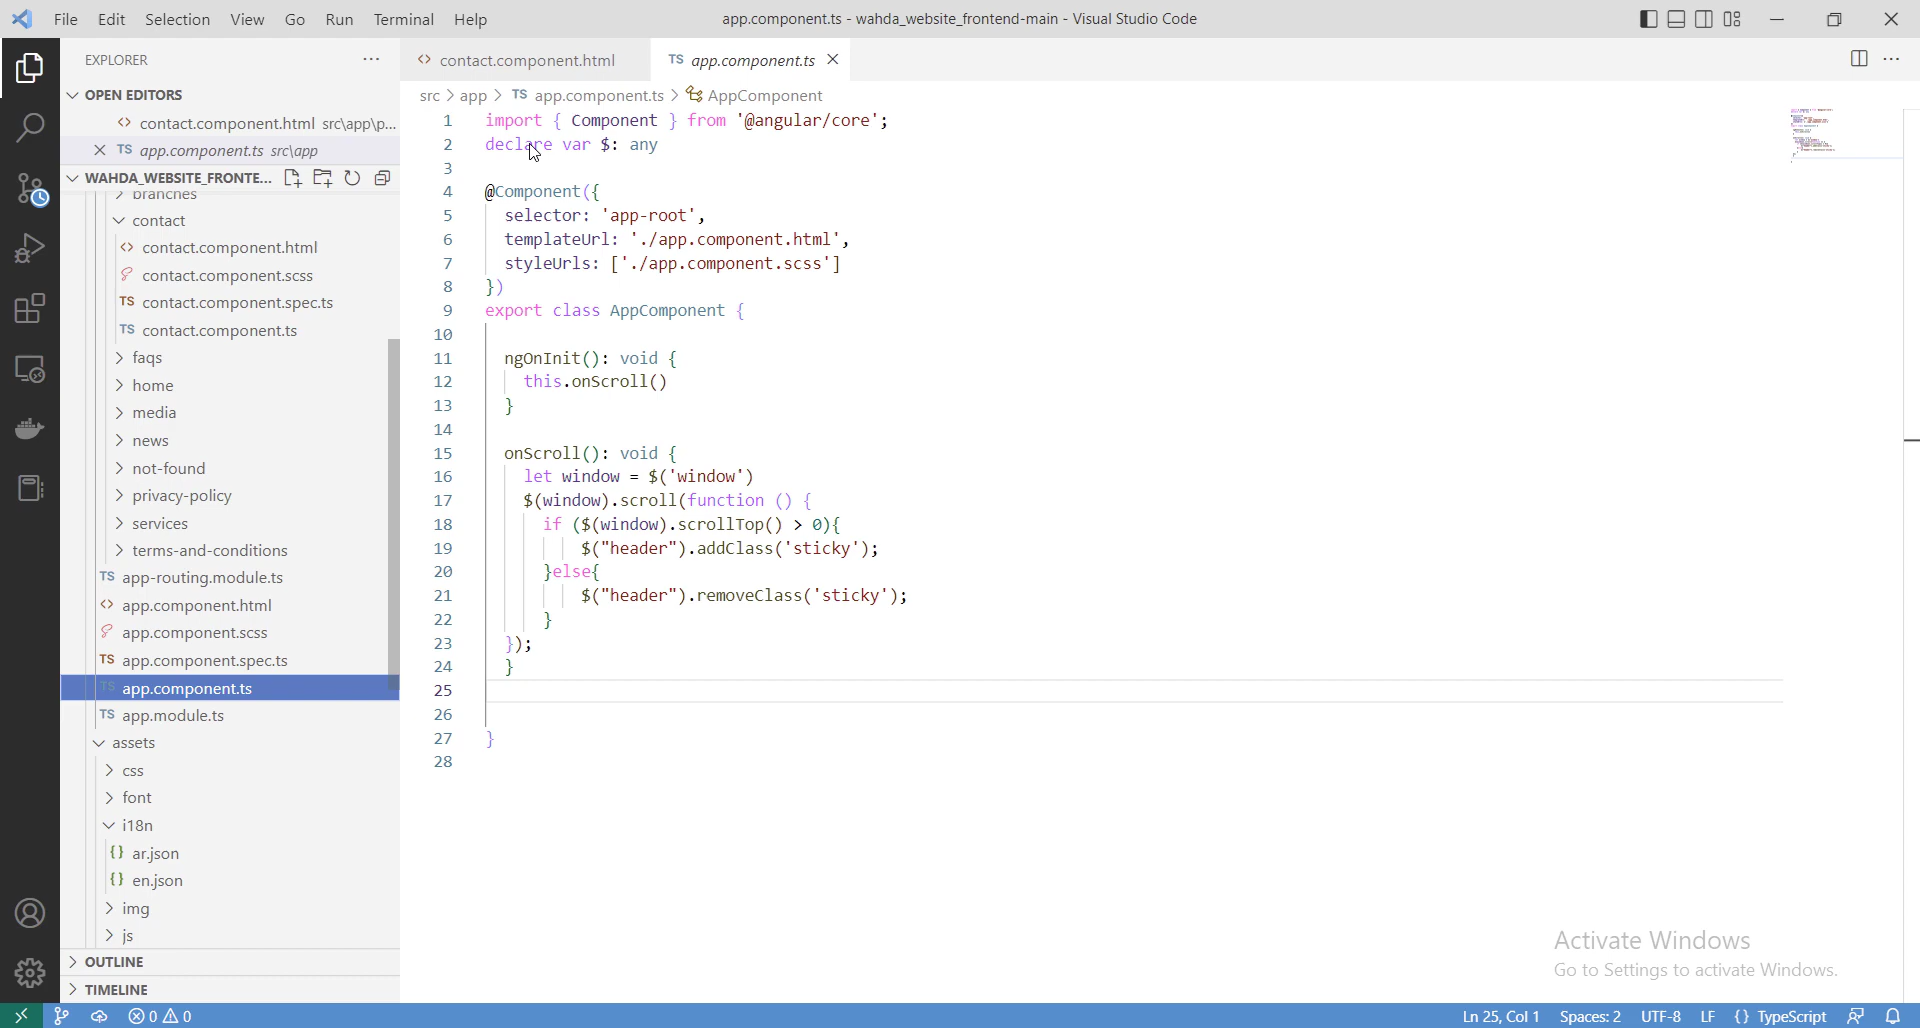 File Edit Selection View Go Run Terminal Help
app.component.ts - wahda_website_frontend-main - Visual Studio Code
EXPLORER
OPEN EDITORS
contact.component.html src\app\p...
TS app.component.ts src\app
WAHDA_WEBSITE_FRONTE...
branches
contact
contact.component.html
contact.component.scss
TS contact.component.spec.ts
TS contact.component.ts
faqs
home
media
news
not-found
privacy-policy
services
terms-and-conditions
TS app-routing.module.ts
app.component.html
app.component.scss
TS app.component.spec.ts
TS app.component.ts
TS app.module.ts
assets
css
font
i18n
{} ar.json
{} en.json
img
js
OUTLINE
TIMELINE
<> contact.component.html
TS app.component.ts
src > app > TS app.component.ts > AppComponent
1 import { Component } from '@angular/core';
2 declare var $: any
3
4 @Component({
5 selector: 'app-root',
6 templateUrl: './app.component.html',
7 styleUrls: ['./app.component.scss']
8 })
9 export class AppComponent {
10
11 ngOnInit(): void {
12 this.onScroll()
13 }
14
15 onScroll(): void {
16 let window = $('window')
17 $(window).scroll(function () {
18 if ($(window).scrollTop() > 0){
19 $("header").addClass('sticky');
20 }else{
21 $("header").removeClass('sticky');
22 }
23 });
24 }
25
26
27 }
28
Activate Windows
Go to Settings to activate Windows.
0 0
Ln 25, Col 1 Spaces: 2 UTF-8 LF {} TypeScript